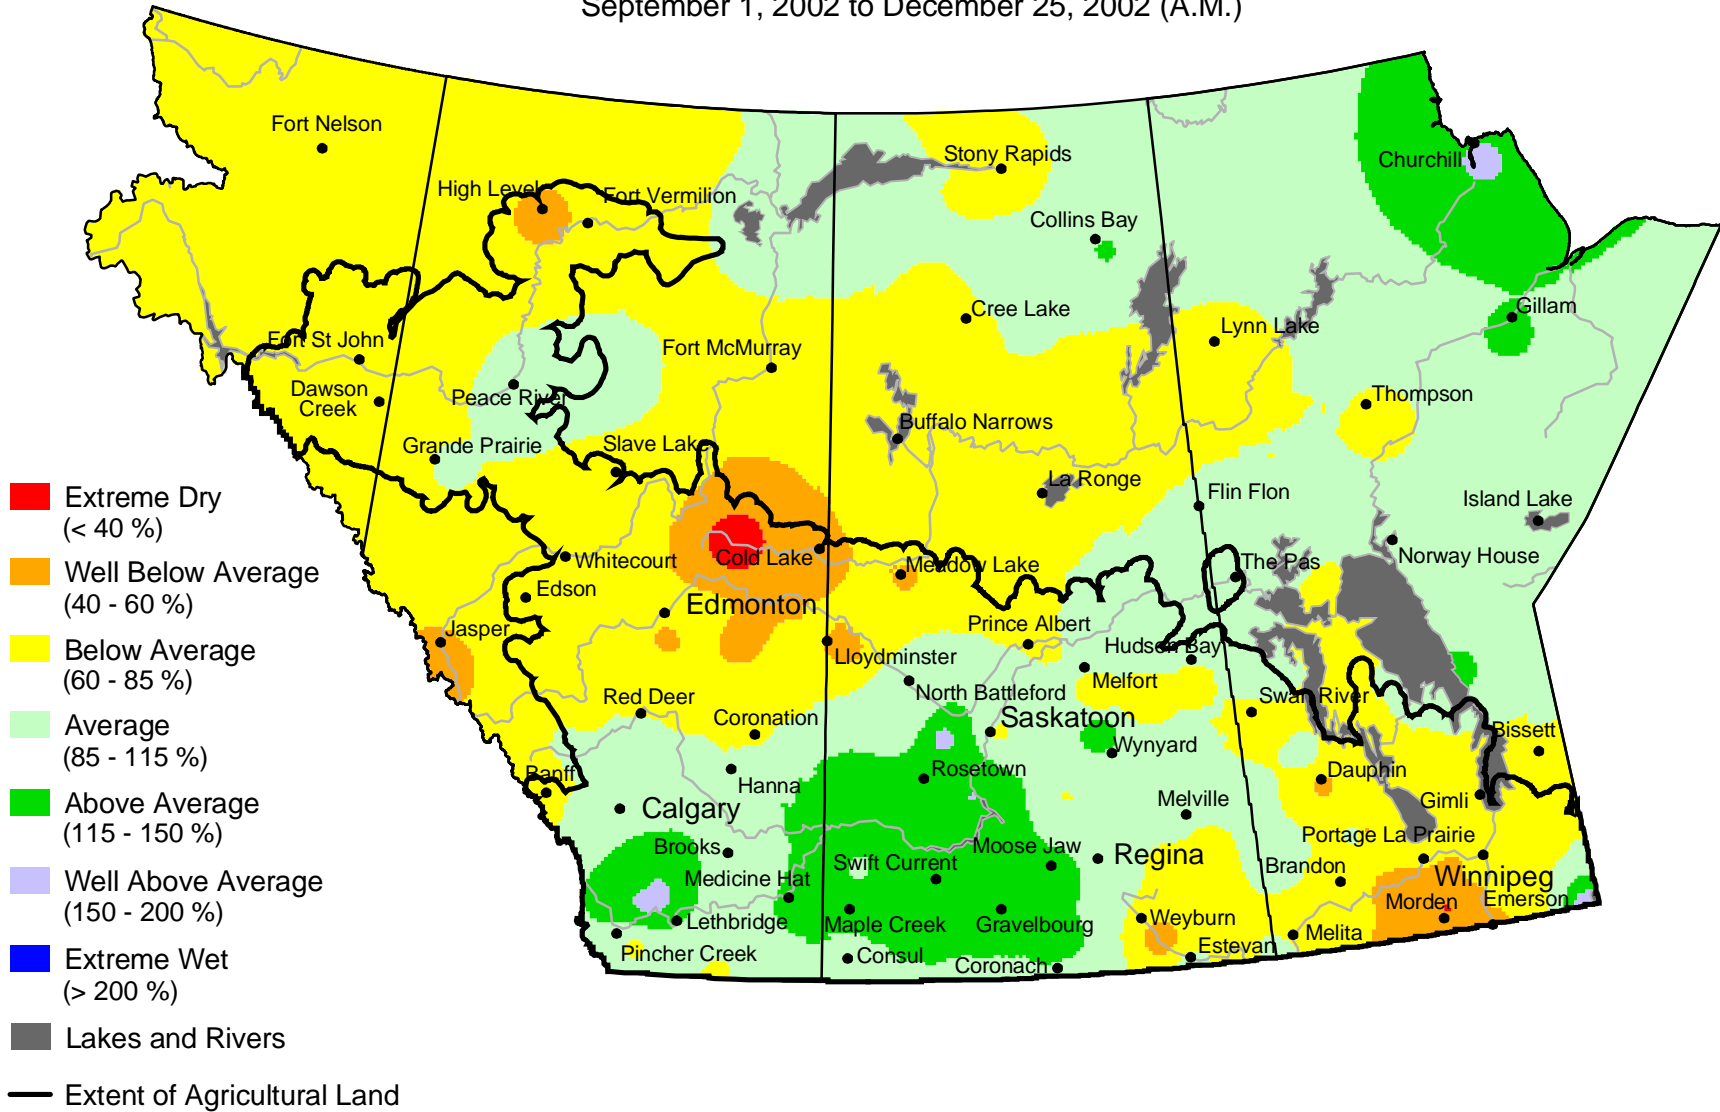 September 1, 2002 to December 25, 2002 (A.M.)
Fort Nelson
High Level
Fort Vermilion
Stony Rapids
Churchill
Collins Bay
Fort St John
Cree Lake
Gillam
Lynn Lake
Fort McMurray
Dawson
Creek
Peace River
Thompson
Buffalo Narrows
Grande Prairie
Slave Lake
La Ronge
Flin Flon
Island Lake
Whitecourt
Cold Lake
Meadow Lake
The Pas
Norway House
Edson
Edmonton
Jasper
Prince Albert
Hudson Bay
Lloydminster
Melfort
North Battleford
Red Deer
Coronation
Saskatoon
Swan River
Wynyard
Bissett
Banff
Hanna
Rosetown
Dauphin
Calgary
Melville
Gimli
Brooks
Swift Current
Moose Jaw
Regina
Portage La Prairie
Brandon
Winnipeg
Medicine Hat
Lethbridge
Maple Creek
Gravelbourg
Weyburn
Morden
Emerson
Pincher Creek
Consul
Coronach
Estevan
Melita
Extreme Dry
(< 40 %)
Well Below Average
(40 - 60 %)
Below Average
(60 - 85 %)
Average
(85 - 115 %)
Above Average
(115 - 150 %)
Well Above Average
(150 - 200 %)
Extreme Wet
(> 200 %)
Lakes and Rivers
Extent of Agricultural Land